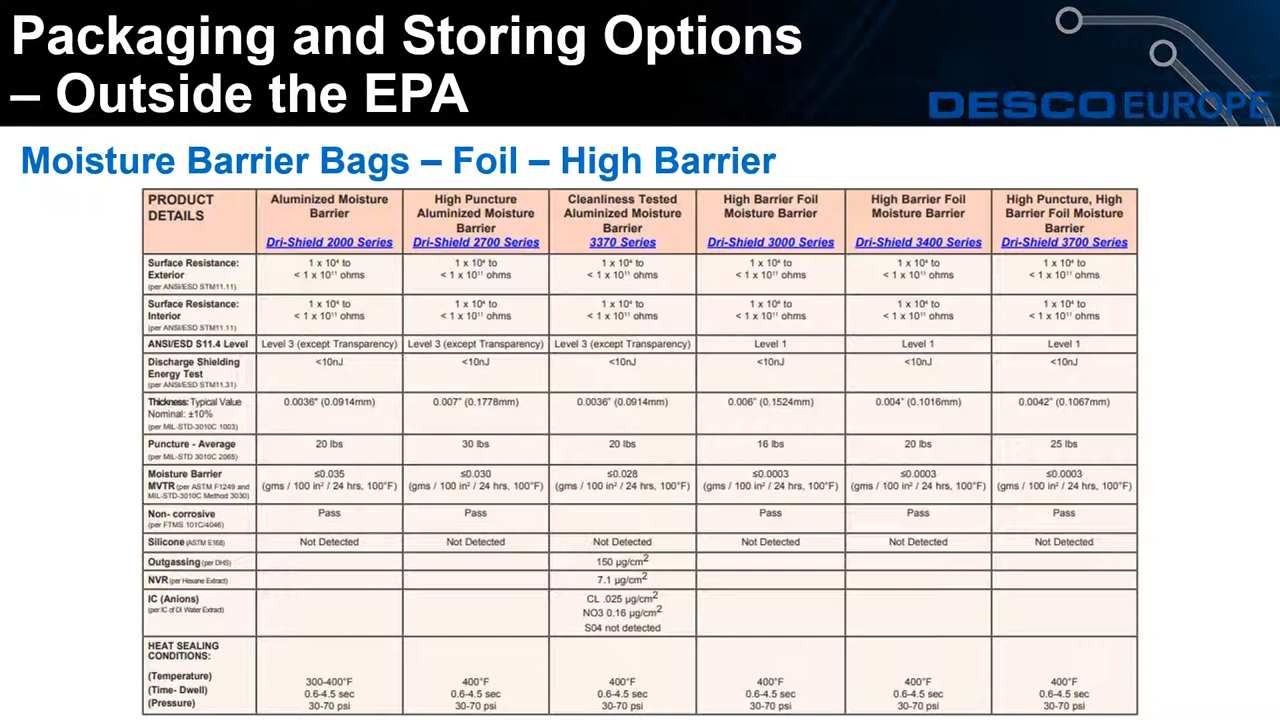 Packaging and Storing Options
– Outside the EPA
DESCO EUROPE
Moisture Barrier Bags – Foil – High Barrier
PRODUCT
DETAILS
Aluminized Moisture
Barrier
Dri-Shield 2000 Series
High Puncture
Aluminized Moisture
Barrier
Dri-Shield 2700 Series
Cleanliness Tested
Aluminized Moisture
Barrier
3370 Series
High Barrier Foil
Moisture Barrier
Dri-Shield 3000 Series
High Barrier Foil
Moisture Barrier
Dri-Shield 3400 Series
High Puncture, High
Barrier Foil Moisture
Barrier
Dri-Shield 3700 Series
Surface Resistance:
Exterior
(per ANSI/ESD STM11.11)
1 x 10⁴ to
< 1 x 10¹¹ ohms
1 x 10⁴ to
< 1 x 10¹¹ ohms
1 x 10⁴ to
< 1 x 10¹¹ ohms
1 x 10⁴ to
< 1 x 10¹¹ ohms
1 x 10⁴ to
< 1 x 10¹¹ ohms
1 x 10⁴ to
< 1 x 10¹¹ ohms
Surface Resistance:
Interior
(per ANSI/ESD STM11.11)
1 x 10⁴ to
< 1 x 10¹¹ ohms
1 x 10⁴ to
< 1 x 10¹¹ ohms
1 x 10⁴ to
< 1 x 10¹¹ ohms
1 x 10⁴ to
< 1 x 10¹¹ ohms
1 x 10⁴ to
< 1 x 10¹¹ ohms
1 x 10⁴ to
< 1 x 10¹¹ ohms
ANSI/ESD S11.4 Level
Level 3 (except Transparency)
Level 3 (except Transparency)
Level 3 (except Transparency)
Level 1
Level 1
Level 1
Discharge Shielding
Energy Test
(per ANSI/ESD STM11.31)
<10nJ
<10nJ
<10nJ
<10nJ
<10nJ
<10nJ
Thickness: Typical Value
Nominal: ±10%
(per MIL-STD-3010C 1003)
0.0036" (0.0914mm)
0.007" (0.1778mm)
0.0036" (0.0914mm)
0.006" (0.1524mm)
0.004" (0.1016mm)
0.0042" (0.1067mm)
Puncture - Average
(per MIL-STD 3010C 2065)
20 lbs
30 lbs
20 lbs
16 lbs
20 lbs
25 lbs
Moisture Barrier
MVTR (per ASTM F1249 and
MIL-STD-3010C Method 3030)
≤0.035
(gms / 100 in² / 24 hrs, 100°F)
≤0.030
(gms / 100 in² / 24 hrs, 100°F)
≤0.028
(gms / 100 in² / 24 hrs, 100°F)
≤0.0003
(gms / 100 in² / 24 hrs, 100°F)
≤0.0003
(gms / 100 in² / 24 hrs, 100°F)
≤0.0003
(gms / 100 in² / 24 hrs, 100°F)
Non- corrosive
(per FTMS 101C/4046)
Pass
Pass
Pass
Pass
Pass
Silicone (ASTM E168)
Not Detected
Not Detected
Not Detected
Not Detected
Not Detected
Not Detected
Outgassing (per DHS)
150 µg/cm²
NVR (per Hexane Extract)
7.1 µg/cm²
IC (Anions)
(per IC of DI Water Extract)
CL .025 µg/cm²
NO3 0.16 µg/cm²
S04 not detected
HEAT SEALING
CONDITIONS:
(Temperature)
(Time- Dwell)
(Pressure)
300-400°F
0.6-4.5 sec
30-70 psi
400°F
0.6-4.5 sec
30-70 psi
400°F
0.6-4.5 sec
30-70 psi
400°F
0.6-4.5 sec
30-70 psi
400°F
0.6-4.5 sec
30-70 psi
400°F
0.6-4.5 sec
30-70 psi